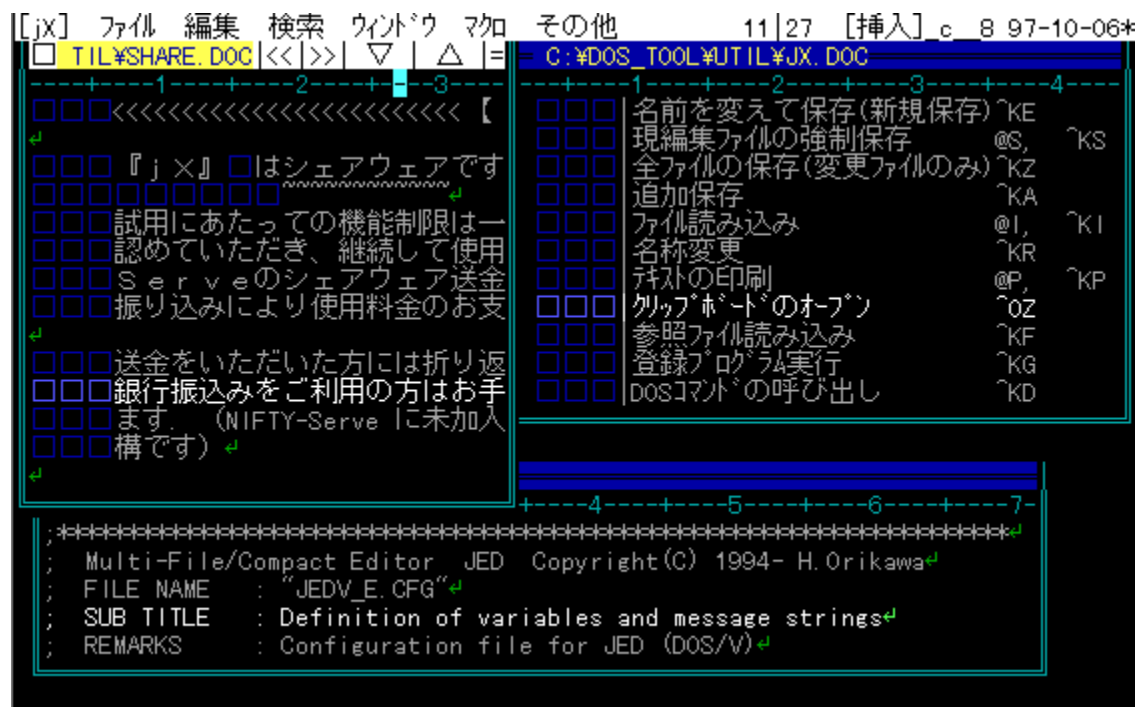 [jX] ﾌｧｲﾙ 編集 検索 ｳｨﾝﾄﾞｳ ﾏｸﾛ その他 11|27 [挿入]_c__8 97-10-06*
□ TIL¥SHARE.DOC|<<|>>| ▽ | △ |=
----+----1----+----2----+----3----
□□□<<<<<<<<<<<<<<<<<<<<<<<<<< 【
↵
□□□『ｊＸ』□はシェアウェアです
□□□□□□□□□~~~~~~~~~~~~~~~~↵
□□□試用にあたっての機能制限は一
□□□認めていただき、継続して使用
□□□Ｓｅｒｖｅのシェアウェア送金
□□□振り込みにより使用料金のお支
↵
□□□送金をいただいた方には折り返
□□□銀行振込みをご利用の方はお手
□□□ます. (NIFTY-Serve に未加入
□□□構です) ↵
↵
C:¥DOS_TOOL¥UTIL¥JX.DOC
---+----1----+----2----+----3----+----4----
□□□|名前を変えて保存(新規保存)^KE
□□□|現編集ﾌｧｲﾙの強制保存 @S, ^KS
□□□|全ﾌｧｲﾙの保存(変更ﾌｧｲﾙのみ)^KZ
□□□|追加保存 ^KA
□□□|ﾌｧｲﾙ読み込み @I, ^KI
□□□|名称変更 ^KR
□□□|ﾃｷｽﾄの印刷 @P, ^KP
□□□|ｸﾘｯﾌﾟﾎﾞｰﾄﾞのｵｰﾌﾟﾝ ^OZ
□□□|参照ﾌｧｲﾙ読み込み ^KF
□□□|登録ﾌﾟﾛｸﾞﾗﾑ実行 ^KG
□□□|DOSｺﾏﾝﾄﾞの呼び出し ^KD
+----4----+----5----+----6----+----7-
;********************************************************************↵
; Multi-File/Compact Editor JED Copyright(C) 1994- H.Orikawa↵
; FILE NAME : "JEDV_E.CFG"↵
; SUB TITLE : Definition of variables and message strings↵
; REMARKS : Configuration file for JED (DOS/V)↵